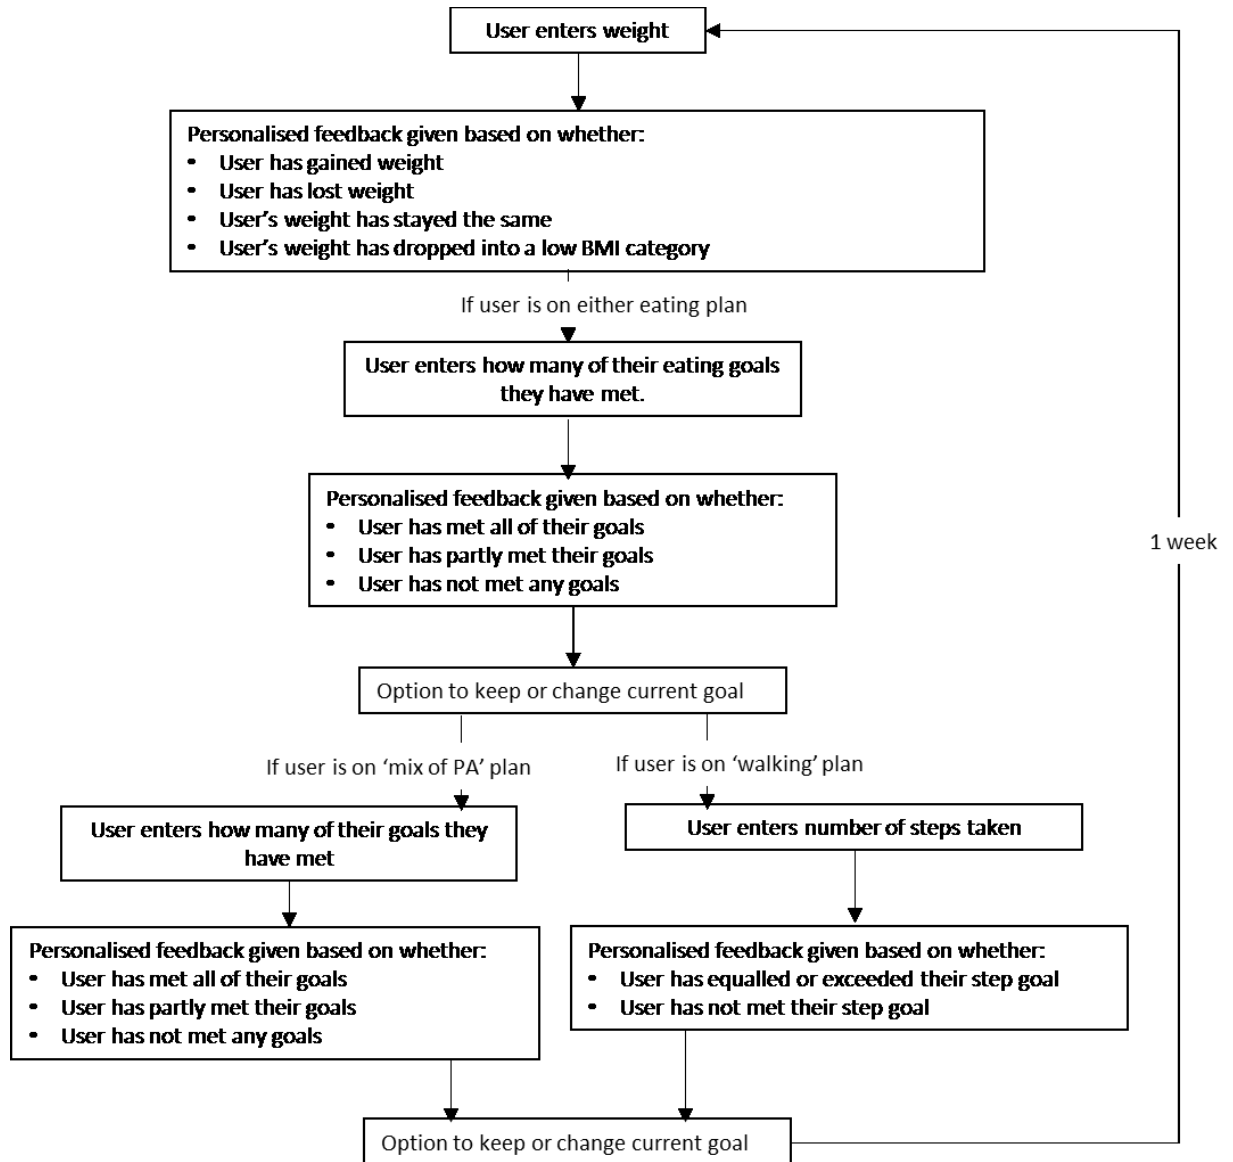 User enters weight
Personalised feedback given based on whether:
• User has gained weight
• User has lost weight
• User's weight has stayed the same
• User's weight has dropped into a low BMI category
If user is on either eating plan
User enters how many of their eating goals
they have met.
Personalised feedback given based on whether:
• User has met all of their goals
• User has partly met their goals
• User has not met any goals
1 week
Option to keep or change current goal
If user is on ‘mix of PA’ plan
If user is on ‘walking’ plan
User enters how many of their goals they
have met
User enters number of steps taken
Personalised feedback given based on whether:
• User has met all of their goals
• User has partly met their goals
• User has not met any goals
Personalised feedback given based on whether:
• User has equalled or exceeded their step goal
• User has not met their step goal
Option to keep or change current goal